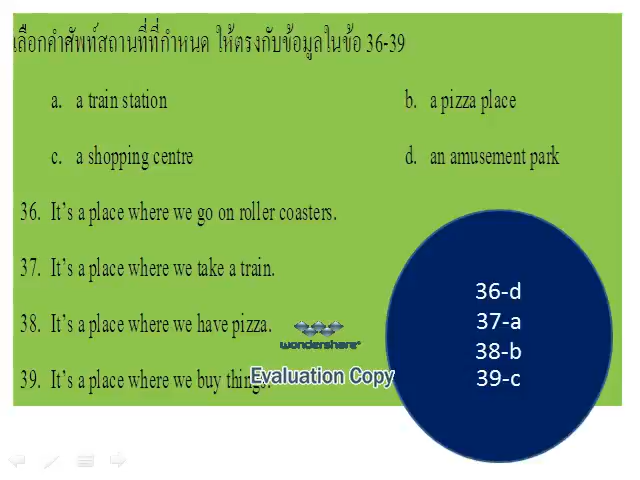 เลือกคำศัพท์สถานที่ที่กำหนด ให้ตรงกับข้อมูลในข้อ 36-39
a. a train station
b. a pizza place
c. a shopping centre
d. an amusement park
36. It's a place where we go on roller coasters.
37. It's a place where we take a train.
38. It's a place where we have pizza.
39. It's a place where we buy things.
36-d
37-a
38-b
39-c
wondershare®
Evaluation Copy